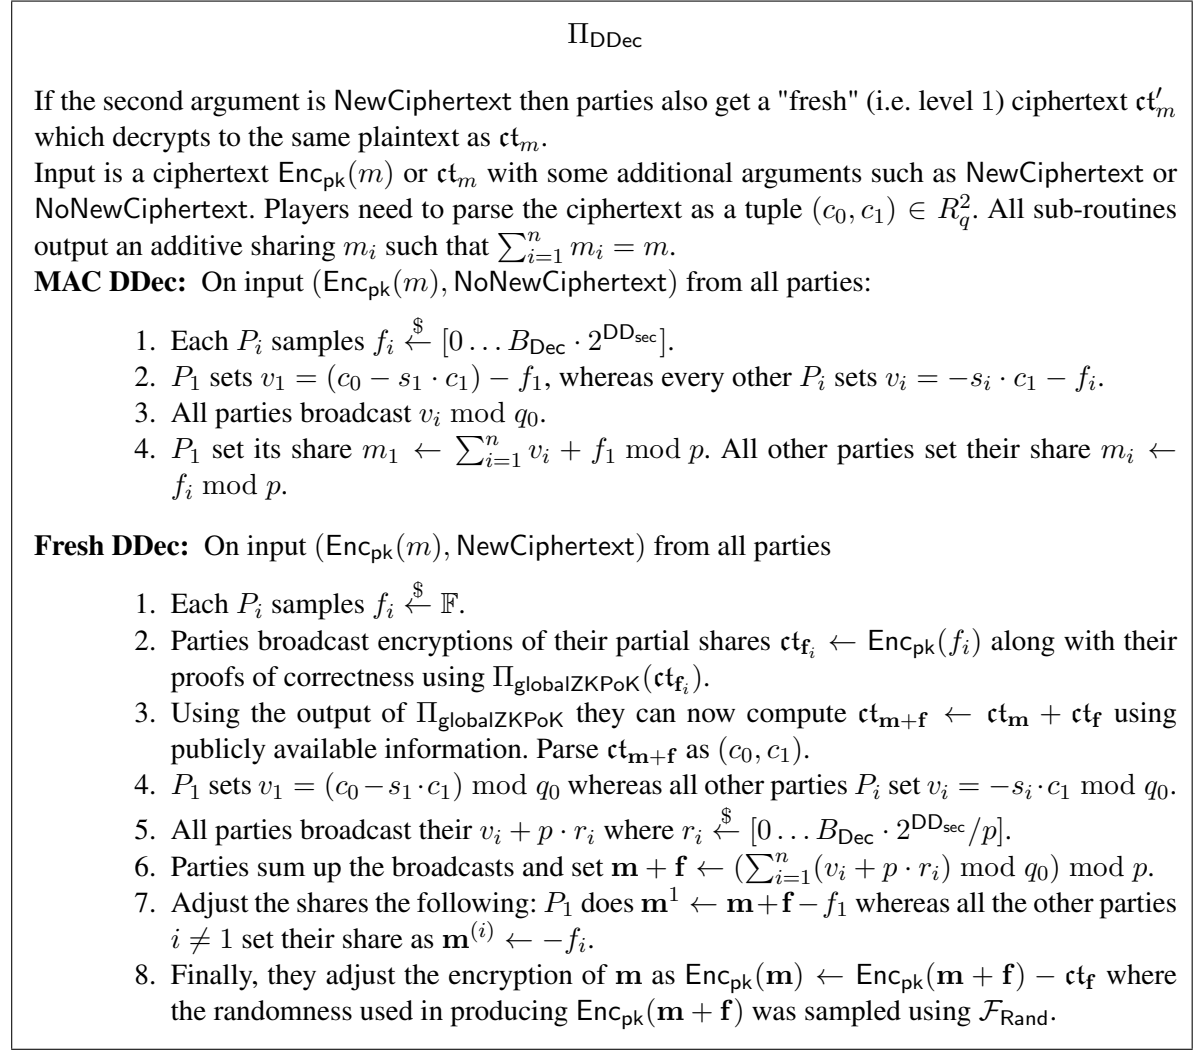 Π_DDec
If the second argument is NewCiphertext then parties also get a "fresh" (i.e. level 1) ciphertext 𝔠𝔱′_m
which decrypts to the same plaintext as 𝔠𝔱_m.
Input is a ciphertext Enc_pk(m) or 𝔠𝔱_m with some additional arguments such as NewCiphertext or
NoNewCiphertext. Players need to parse the ciphertext as a tuple (c_0, c_1) ∈ R_q^2. All sub-routines
output an additive sharing m_i such that ∑_{i=1}^n m_i = m.
MAC DDec: On input (Enc_pk(m), NoNewCiphertext) from all parties:
1. Each P_i samples f_i ←$ [0 … B_Dec · 2^{DD_sec}].
2. P_1 sets v_1 = (c_0 − s_1 · c_1) − f_1, whereas every other P_i sets v_i = −s_i · c_1 − f_i.
3. All parties broadcast v_i mod q_0.
4. P_1 set its share m_1 ← ∑_{i=1}^n v_i + f_1 mod p. All other parties set their share m_i ←
f_i mod p.
Fresh DDec: On input (Enc_pk(m), NewCiphertext) from all parties
1. Each P_i samples f_i ←$ 𝔽.
2. Parties broadcast encryptions of their partial shares 𝔠𝔱_{f_i} ← Enc_pk(f_i) along with their
proofs of correctness using Π_globalZKPoK(𝔠𝔱_{f_i}).
3. Using the output of Π_globalZKPoK they can now compute 𝔠𝔱_{m+f} ← 𝔠𝔱_m + 𝔠𝔱_f using
publicly available information. Parse 𝔠𝔱_{m+f} as (c_0, c_1).
4. P_1 sets v_1 = (c_0 − s_1 · c_1) mod q_0 whereas all other parties P_i set v_i = −s_i · c_1 mod q_0.
5. All parties broadcast their v_i + p · r_i where r_i ←$ [0 … B_Dec · 2^{DD_sec}/p].
6. Parties sum up the broadcasts and set m + f ← (∑_{i=1}^n (v_i + p · r_i) mod q_0) mod p.
7. Adjust the shares the following: P_1 does m^1 ← m + f − f_1 whereas all the other parties
i ≠ 1 set their share as m^{(i)} ← −f_i.
8. Finally, they adjust the encryption of m as Enc_pk(m) ← Enc_pk(m + f) − 𝔠𝔱_f where
the randomness used in producing Enc_pk(m + f) was sampled using ℱ_Rand.